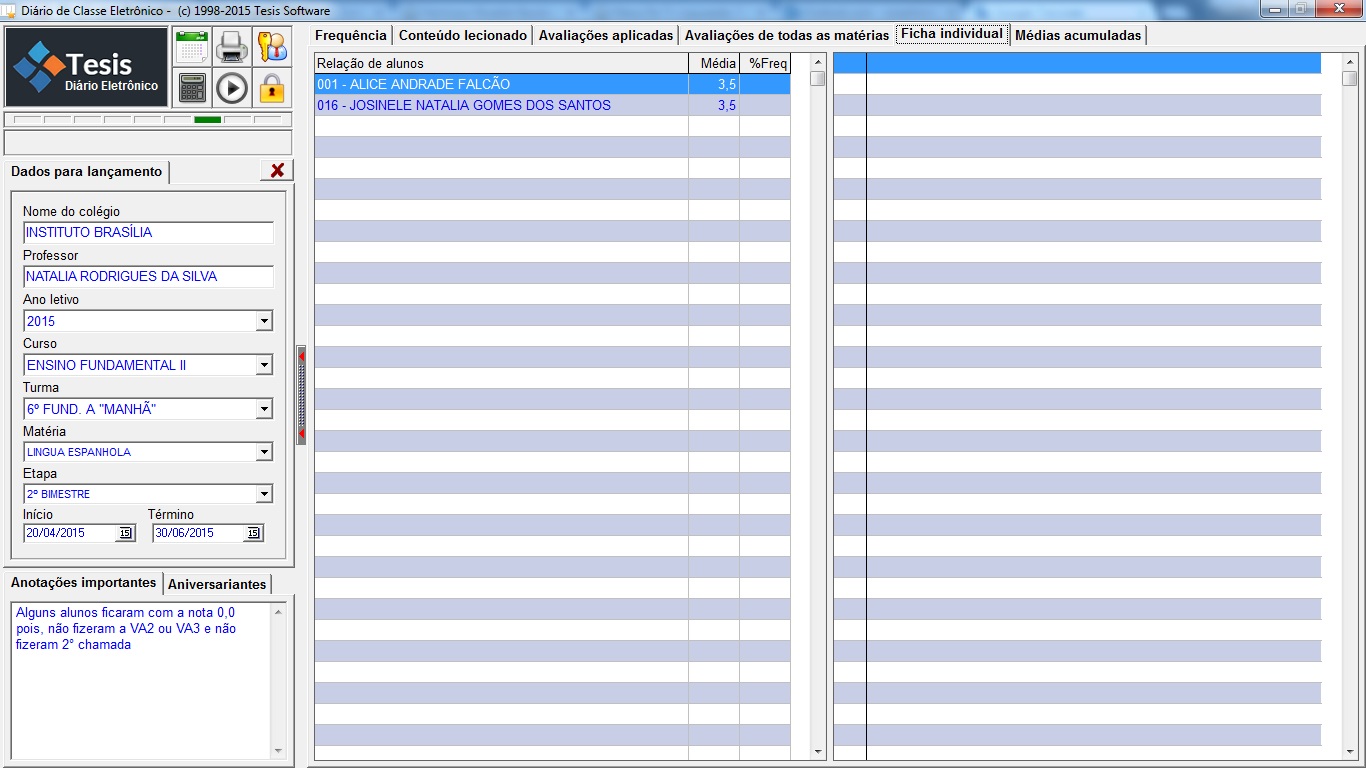 Diário de Classe Eletrônico - (c) 1998-2015 Tesis Software
Tesis
Diário Eletrônico
Dados para lançamento
Nome do colégio
INSTITUTO BRASÍLIA
Professor
NATALIA RODRIGUES DA SILVA
Ano letivo
2015
Curso
ENSINO FUNDAMENTAL II
Turma
6º FUND. A "MANHÃ"
Matéria
LINGUA ESPANHOLA
Etapa
2º BIMESTRE
Início Término
20/04/2015 15 30/06/2015 15
Anotações importantes Aniversariantes
Alguns alunos ficaram com a nota 0,0
pois, não fizeram a VA2 ou VA3 e não
fizeram 2° chamada
Frequência Conteúdo lecionado Avaliações aplicadas Avaliações de todas as matérias Ficha individual Médias acumuladas
Relação de alunos Média %Freq
001 - ALICE ANDRADE FALCÃO 3,5
016 - JOSINELE NATALIA GOMES DOS SANTOS 3,5